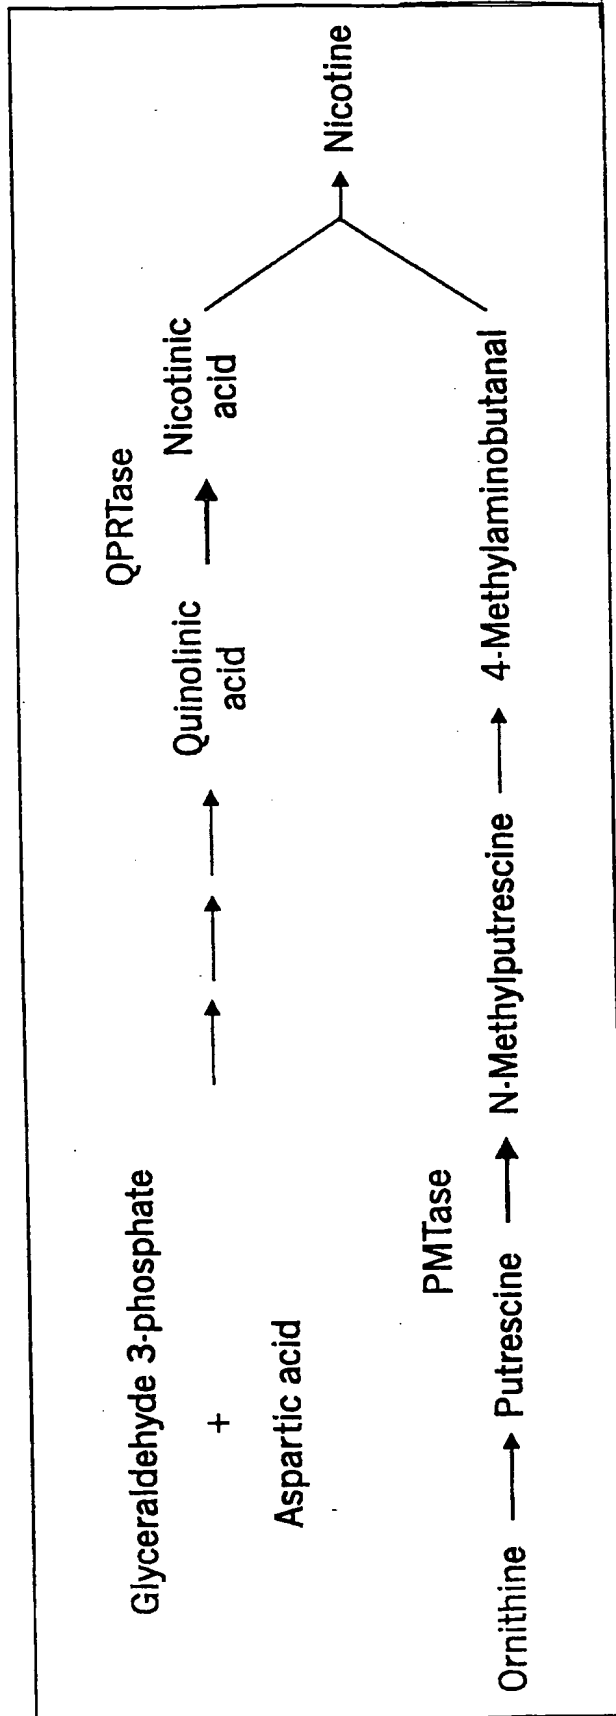 Glyceraldehyde 3-phosphate
+
Aspartic acid
Quinolinic
acid
QPRTase
Nicotinic
acid
Nicotine
Ornithine
Putrescine
PMTase
N-Methylputrescine
4-Methylaminobutanal